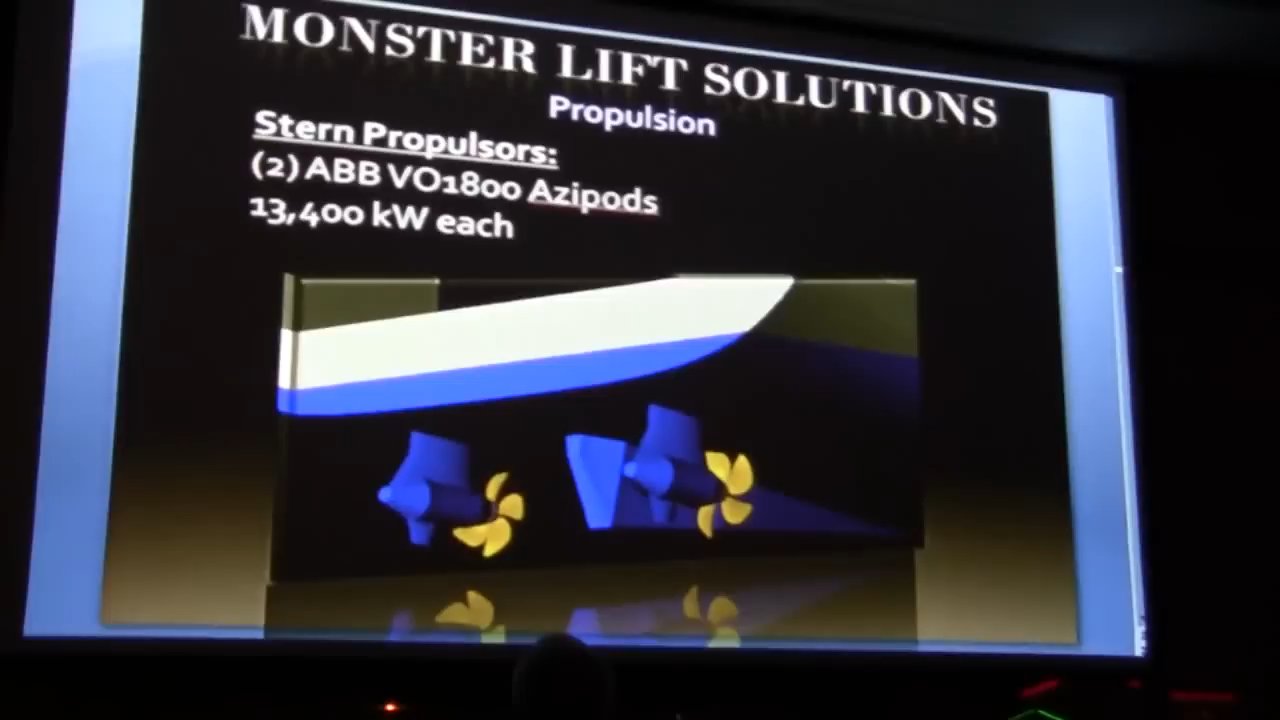 MONSTER LIFT SOLUTIONS
Propulsion
Stern Propulsors:
(2) ABB VO1800 Azipods
13,400 kW each